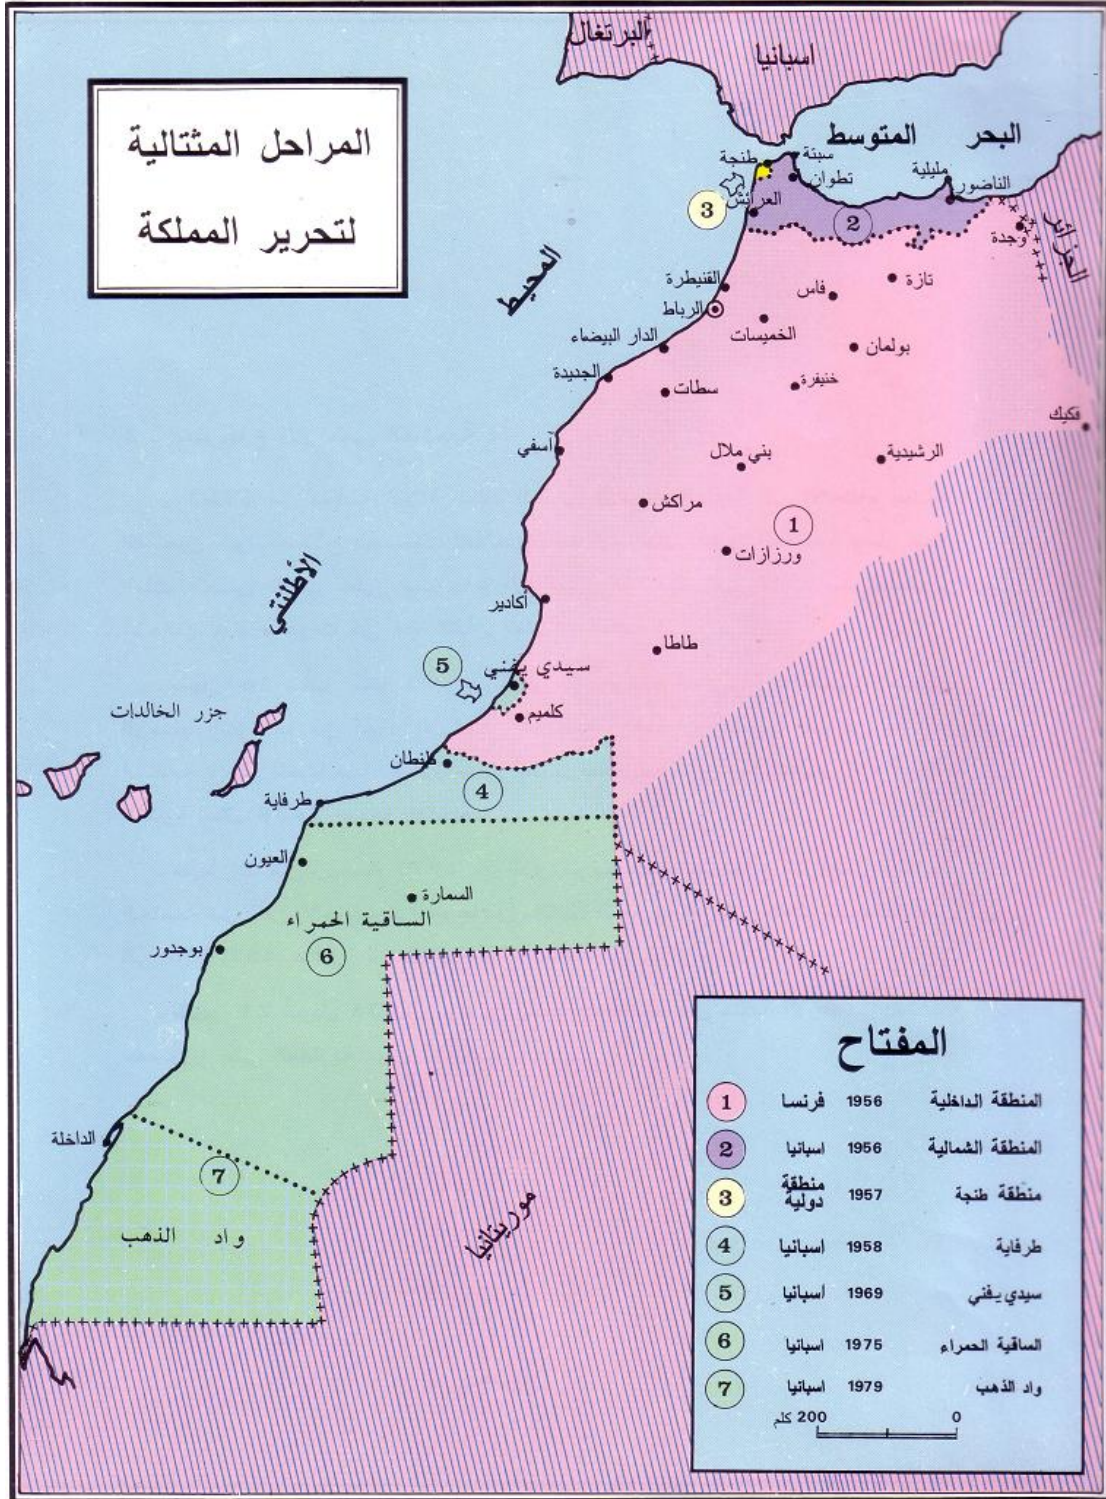 المراحل المثتالية
لتحرير المملكة
البرتغال
اسبانيا
البحر المتوسط
طنجة
سبتة
تطوان
مليلية
الناضور
العرائش
3
2
وجدة
الجزائر
المحيط
القنيطرة
تازة
فاس
الرباط
الخميسات
الدار البيضاء
بولمان
الجديدة
سطات
خنيفرة
فكيك
آسفي
بني ملال
الرشيدية
مراكش
1
ورزازات
الأطلنتي
أكادير
طاطا
5
سيدي يفني
كلميم
جزر الخالدات
طنطان
4
طرفاية
العيون
السمارة
الساقية الحمراء
6
بوجدور
الداخلة
7
واد الذهب
موريتانيا
المفتاح
المنطقة الداخلية 1956 فرنسا 1
المنطقة الشمالية 1956 اسبانيا 2
منطقة طنجة 1957 منطقة دولية 3
طرفاية 1958 اسبانيا 4
سيدي يفني 1969 أسبانيا 5
الساقية الحمراء 1975 اسبانيا 6
واد الذهب 1979 اسبانيا 7
0 200 كلم